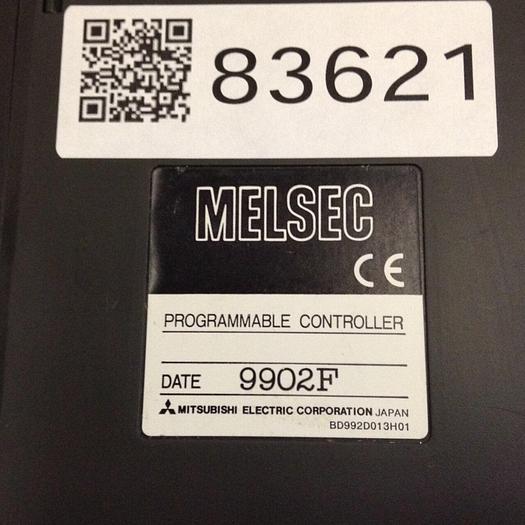 83621
MELSEC
CE
PROGRAMMABLE CONTROLLER
DATE 9902F
MITSUBISHI ELECTRIC CORPORATION JAPAN
BD992D013H01